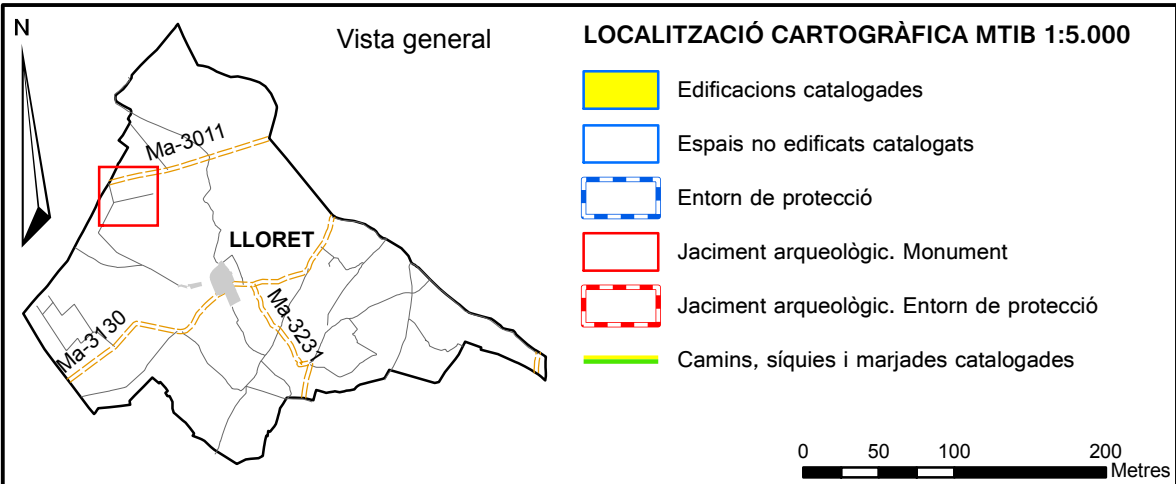 N
Vista general
Ma-3011
LLORET
Ma-3130
Ma-3231
LOCALITZACIÓ CARTOGRÀFICA MTIB 1:5.000
Edificacions catalogades
Espais no edificats catalogats
Entorn de protecció
Jaciment arqueològic. Monument
Jaciment arqueològic. Entorn de protecció
Camins, síquies i marjades catalogades
0 50 100 200
Metres